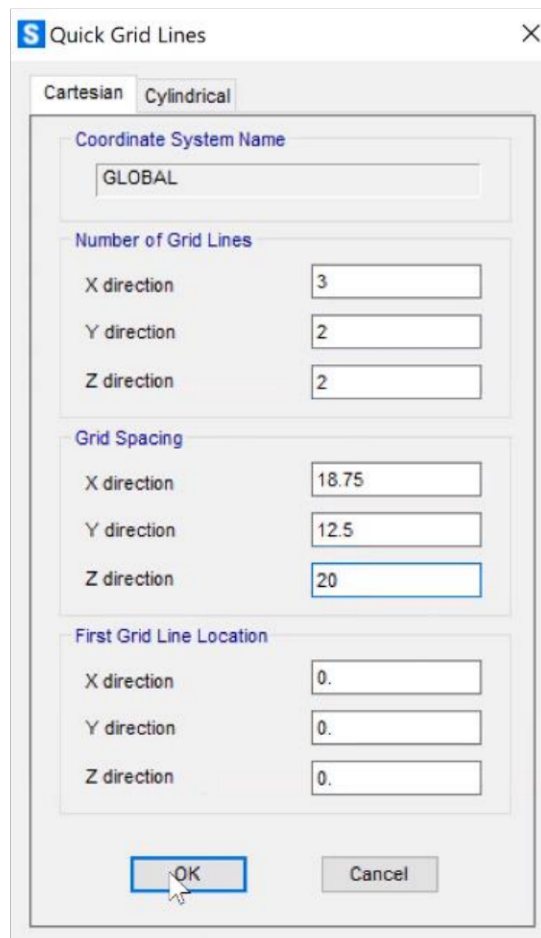 S Quick Grid Lines
Cartesian Cylindrical
Coordinate System Name
GLOBAL
Number of Grid Lines
X direction 3
Y direction 2
Z direction 2
Grid Spacing
X direction 18.75
Y direction 12.5
Z direction 20
First Grid Line Location
X direction 0.
Y direction 0.
Z direction 0.
OK Cancel